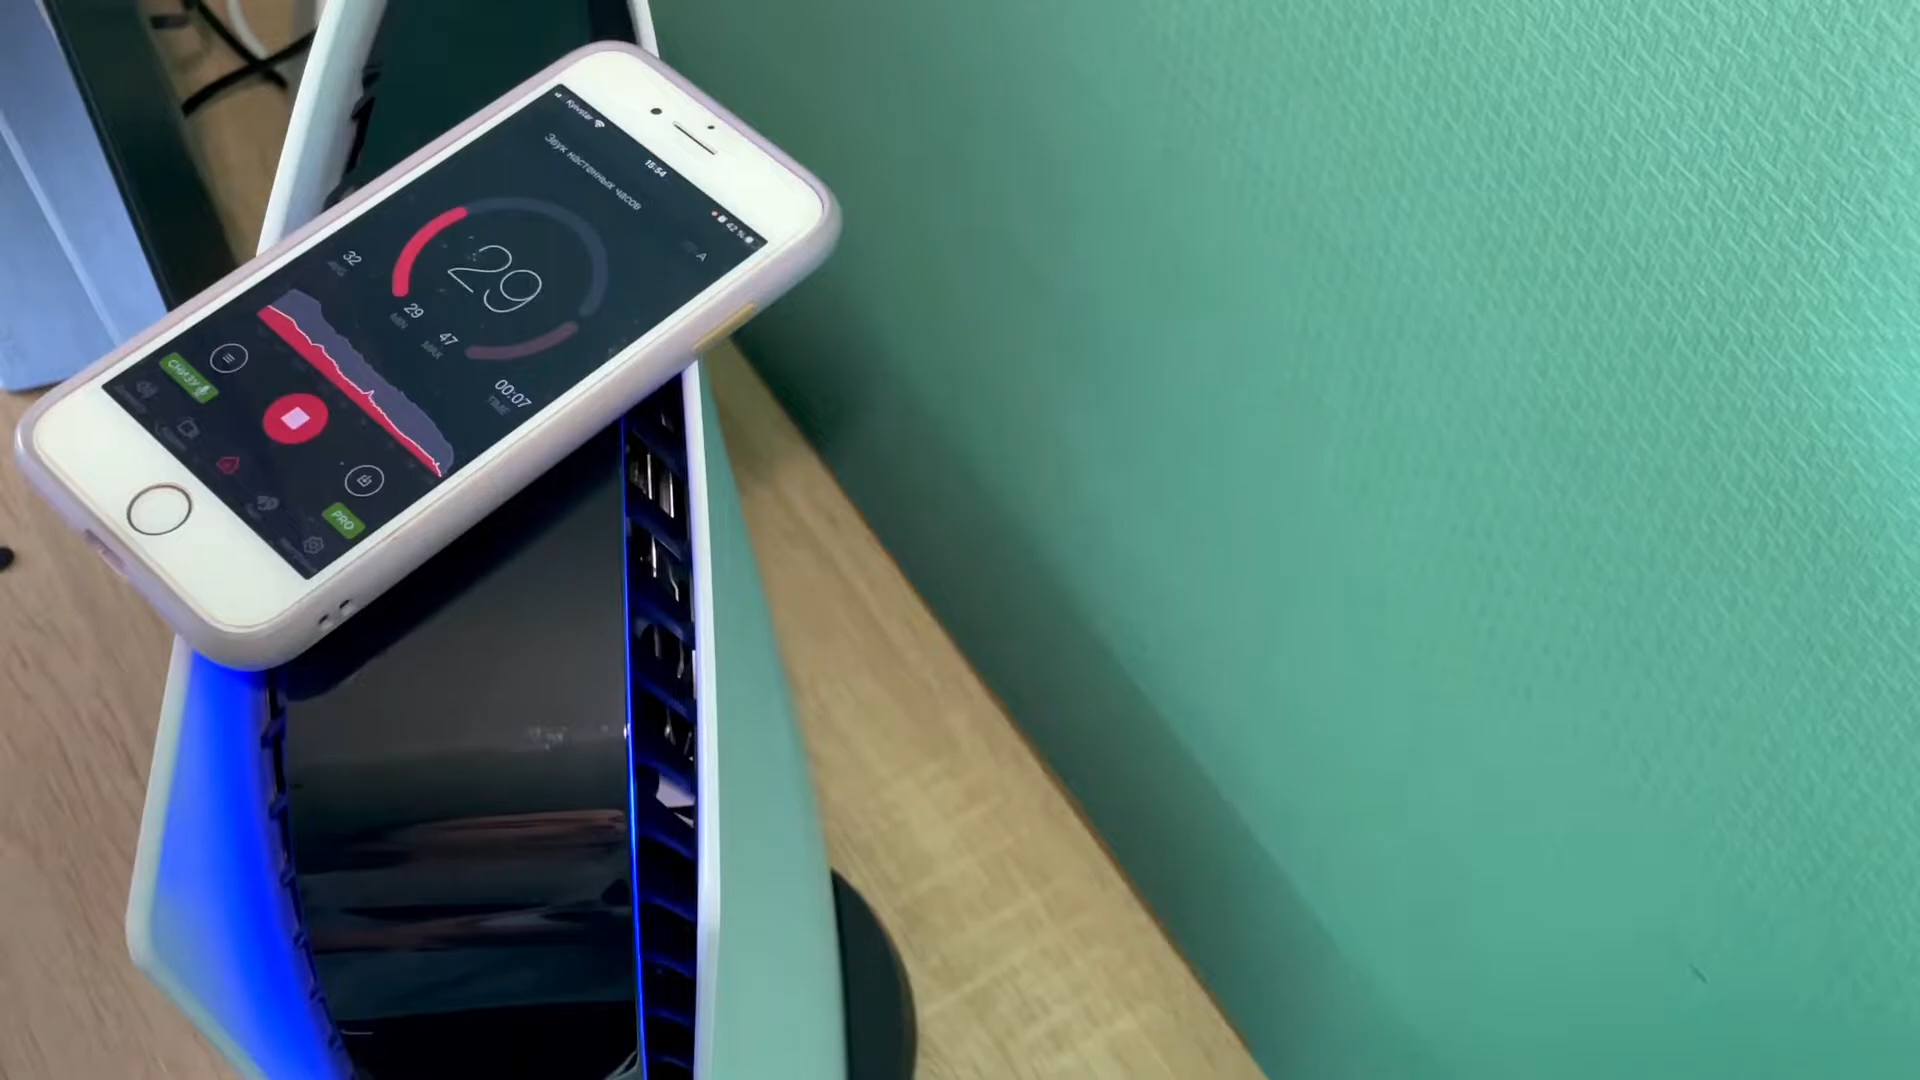 Kyivstar
15:54
42 %
Звук настенных часов
A
29
32
AVG
29
MIN
47
MAX
00:07
TIME
СНИЗУ
PRO